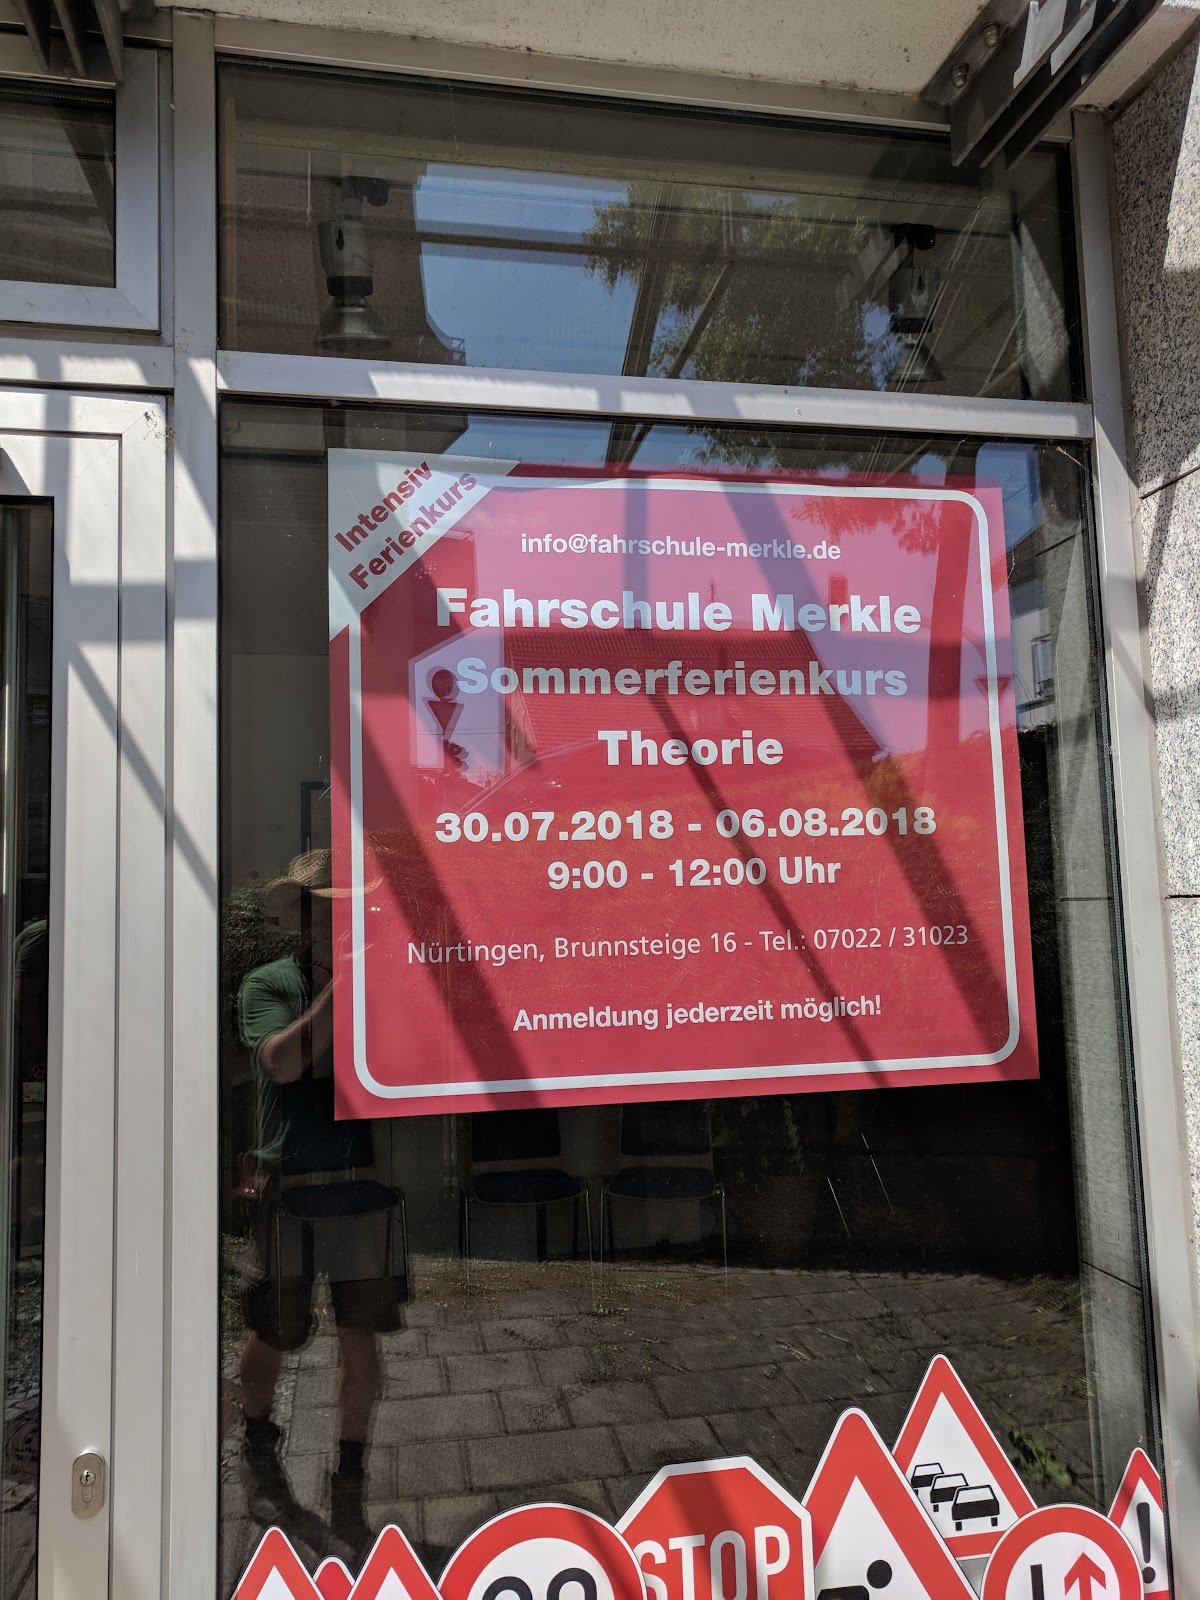 Intensiv
Ferienkurs
info@fahrschule-merkle.de
Fahrschule Merkle
Sommerferienkurs
Theorie
30.07.2018 - 06.08.2018
9:00 - 12:00 Uhr
Nürtingen, Brunnsteige 16 - Tel.: 07022 / 31023
Anmeldung jederzeit möglich!
STOP
!